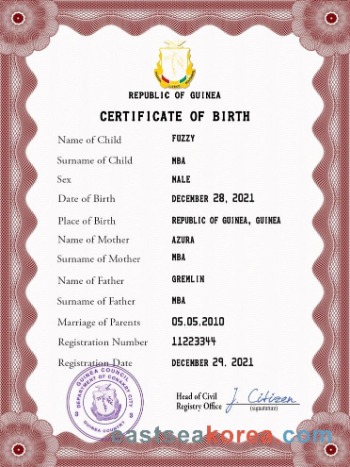 REPUBLIC OF GUINEA
CERTIFICATE OF BIRTH
Name of Child FUZZY
Surname of Child MBA
Sex MALE
Date of Birth DECEMBER 28, 2021
Place of Birth REPUBLIC OF GUINEA, GUINEA
Name of Mother AZURA
Surname of Mother MBA
Name of Father GREMLIN
Surname of Father MBA
Marriage of Parents 05.05.2010
Registration Number 11223344
Registration Date DECEMBER 29. 2021
GUINEA COUNCIL
DEPARTMENT OF CONAKRY CITY
GUINEA COUNTRY
Head of Civil
Registry Office J. Citizen
(signature)
eastseakorea.com